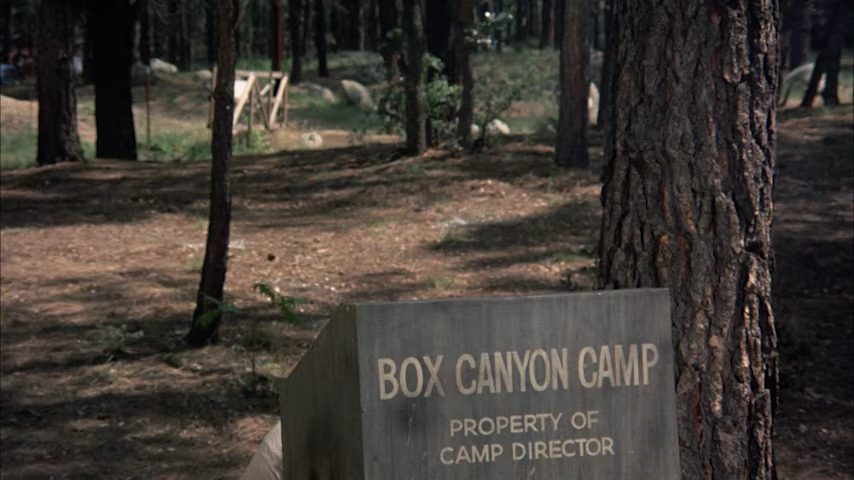 BOX CANYON CAMP
PROPERTY OF
CAMP DIRECTOR